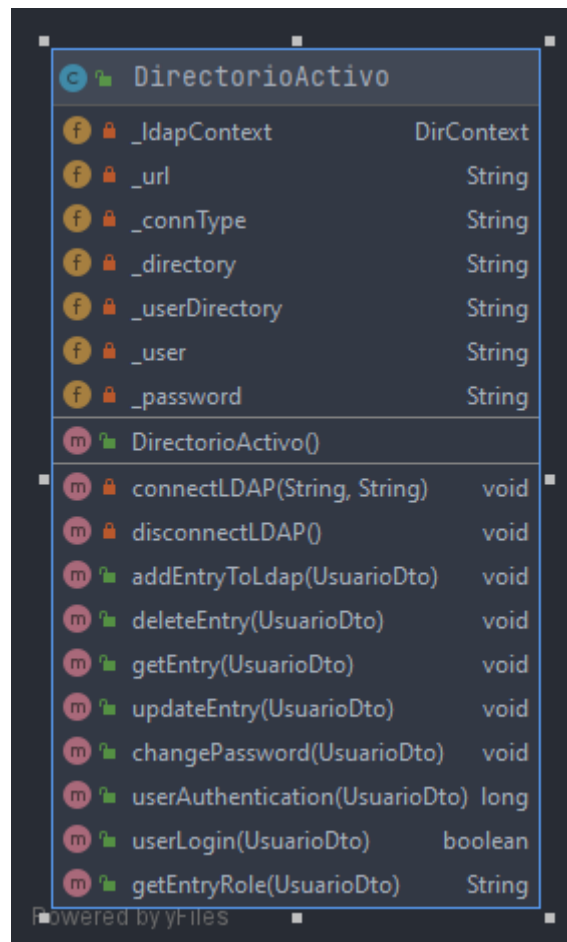 DirectorioActivo
_ldapContext DirContext
_url String
_connType String
_directory String
_userDirectory String
_user String
_password String
DirectorioActivo()
connectLDAP(String, String) void
disconnectLDAP() void
addEntryToLdap(UsuarioDto) void
deleteEntry(UsuarioDto) void
getEntry(UsuarioDto) void
updateEntry(UsuarioDto) void
changePassword(UsuarioDto) void
userAuthentication(UsuarioDto) long
userLogin(UsuarioDto) boolean
getEntryRole(UsuarioDto) String
Powered by yFiles